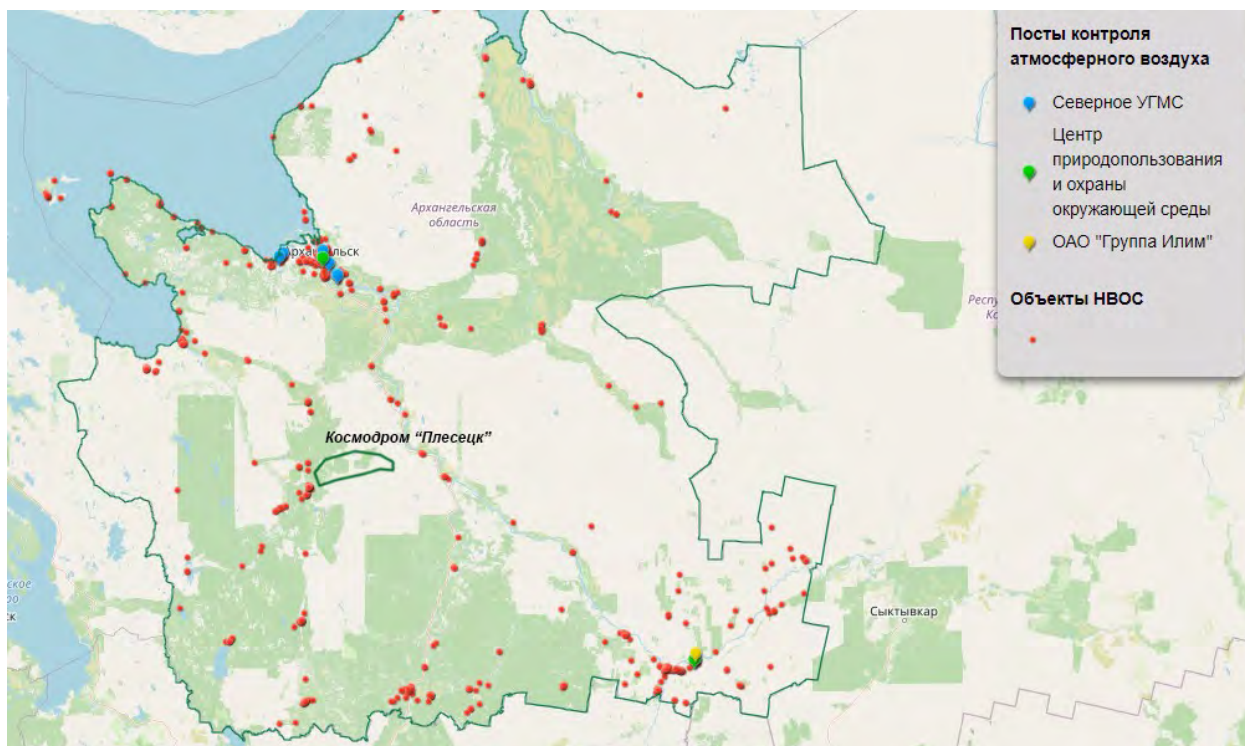 Посты контроля
атмосферного воздуха
Северное УГМС
Центр
природопользования
и охраны
окружающей среды
ОАО "Группа Илим"
Объекты НВОС
Архангельская
область
Космодром “Плесецк”
Сыктывкар